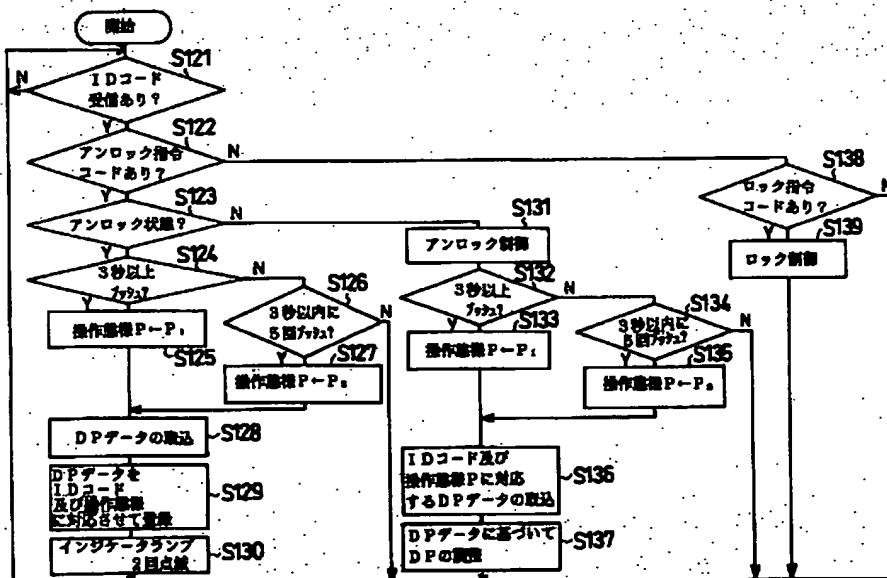 開始
S121
IDコード
受信あり?
N
Y
S122
アンロック指令
コードあり?
N
Y
S123
アンロック状態?
N
Y
S124
3秒以上
プッシュ?
N
Y
操作態様P←P₁
S125
S126
3秒以内に
5回プッシュ?
N
Y
S127
操作態様P←P₂
DPデータの取込
S128
DPデータを
IDコード
及び操作態様
に対応させて登録
S129
インジケータランプ
2回点滅
S130
S131
アンロック制御
S132
3秒以上
プッシュ?
N
Y
S133
操作態様P←P₁
S134
3秒以内に
5回プッシュ?
N
Y
S135
操作態様P←P₂
IDコード及び
操作態様Pに対応
するDPデータの取込
S136
DPデータに基づいて
DPの調整
S137
S138
ロック指令
コードあり?
N
Y
S139
ロック制御